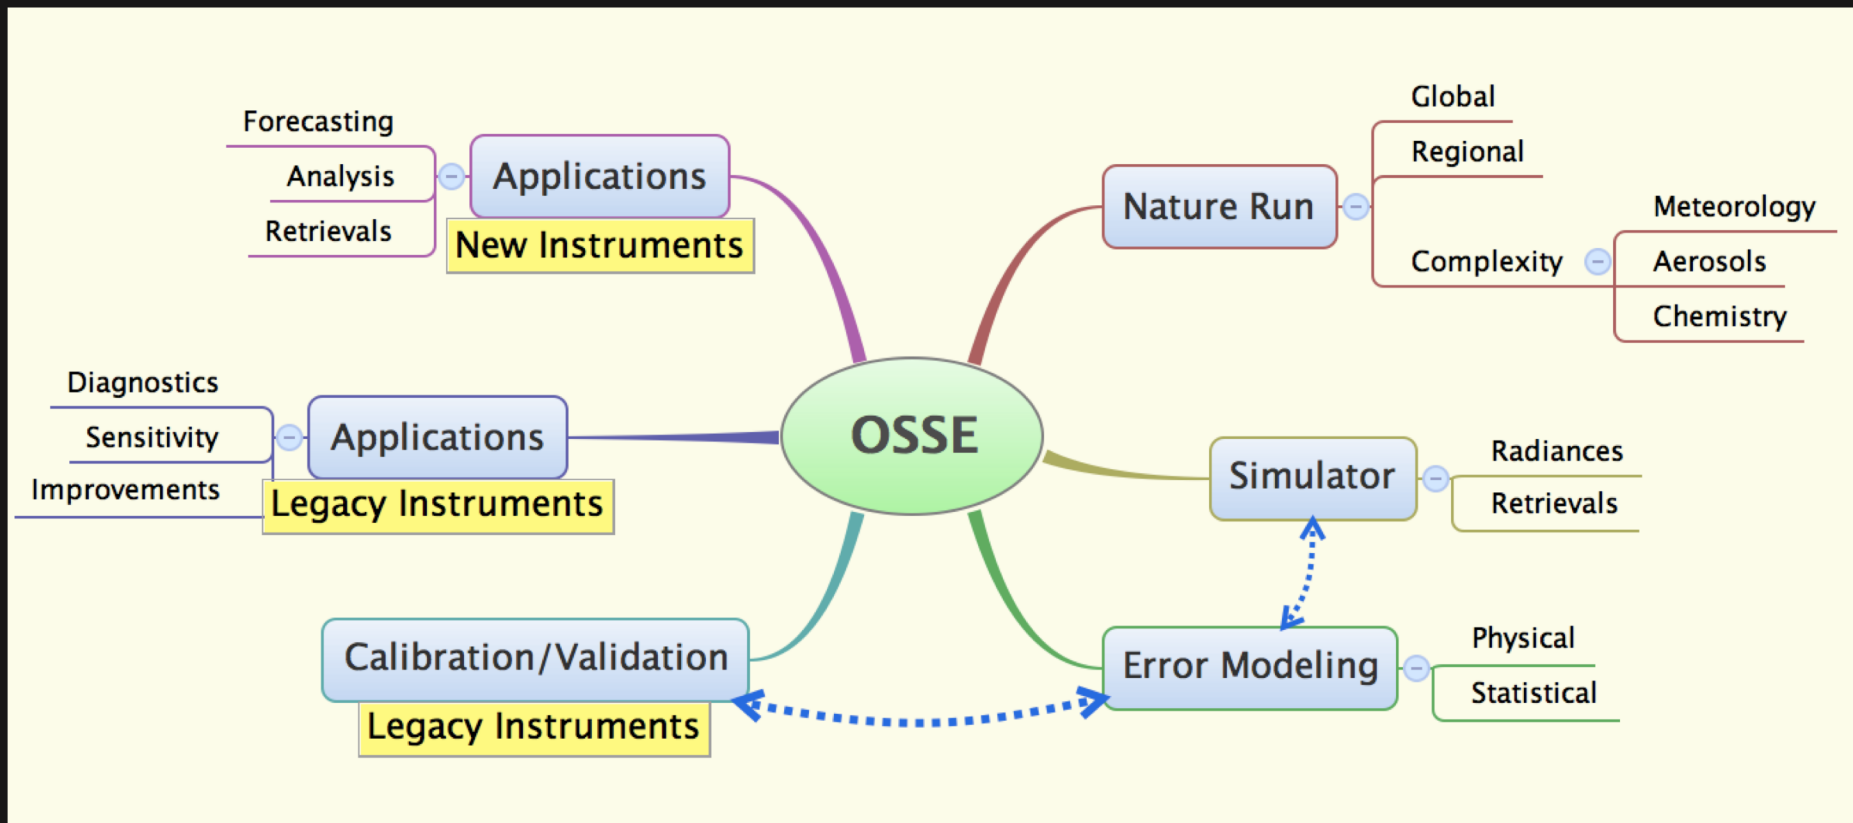 Forecasting
Analysis
Retrievals
Applications
New Instruments
Diagnostics
Sensitivity
Improvements
Applications
Legacy Instruments
Calibration/Validation
Legacy Instruments
OSSE
Nature Run
Global
Regional
Complexity
Meteorology
Aerosols
Chemistry
Simulator
Radiances
Retrievals
Error Modeling
Physical
Statistical